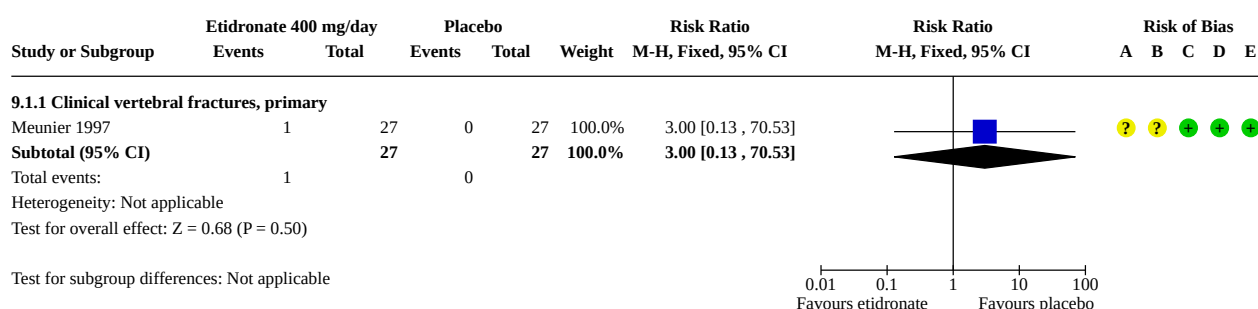 Etidronate 400 mg/day Placebo Risk Ratio Risk Ratio Risk of Bias
Study or Subgroup Events Total Events Total Weight M-H, Fixed, 95% CI M-H, Fixed, 95% CI A B C D E
9.1.1 Clinical vertebral fractures, primary
Meunier 1997 1 27 0 27 100.0% 3.00 [0.13 , 70.53] ? ? + + +
Subtotal (95% CI) 27 27 100.0% 3.00 [0.13 , 70.53]
Total events: 1 0
Heterogeneity: Not applicable
Test for overall effect: Z = 0.68 (P = 0.50)
Test for subgroup differences: Not applicable
0.01 0.1 1 10 100
Favours etidronate Favours placebo